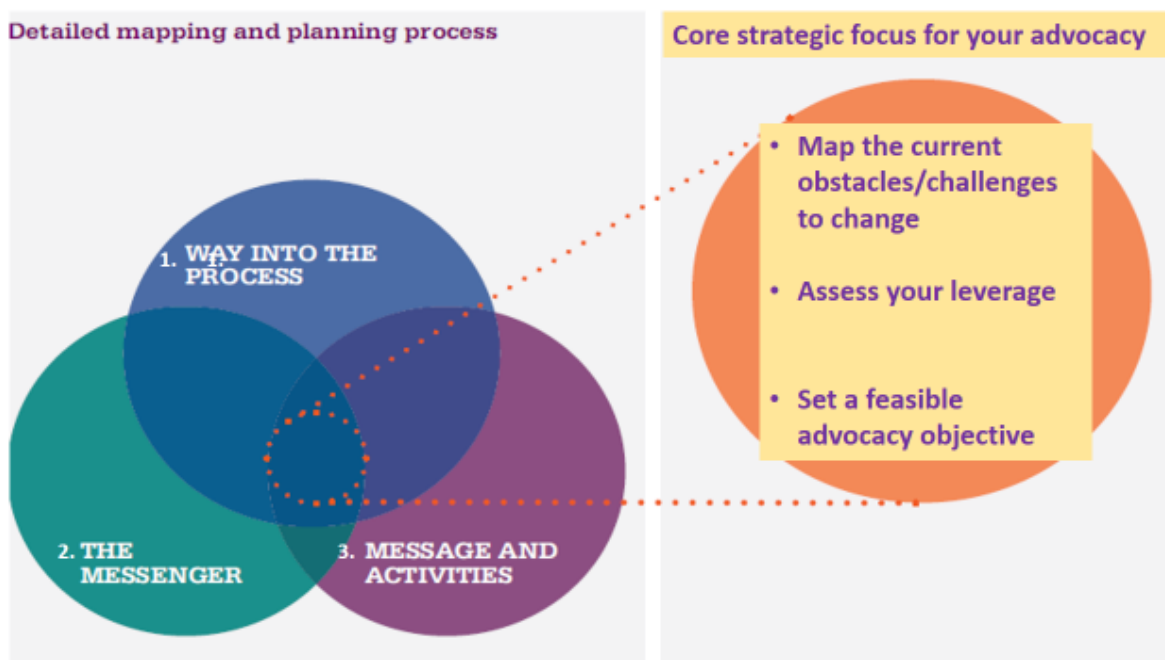 Detailed mapping and planning process
Core strategic focus for your advocacy
• Map the current
obstacles/challenges
to change
• Assess your leverage
• Set a feasible
advocacy objective
1. 1. WAY INTO THE
PROCESS
2. THE
MESSENGER
3. MESSAGE AND
ACTIVITIES